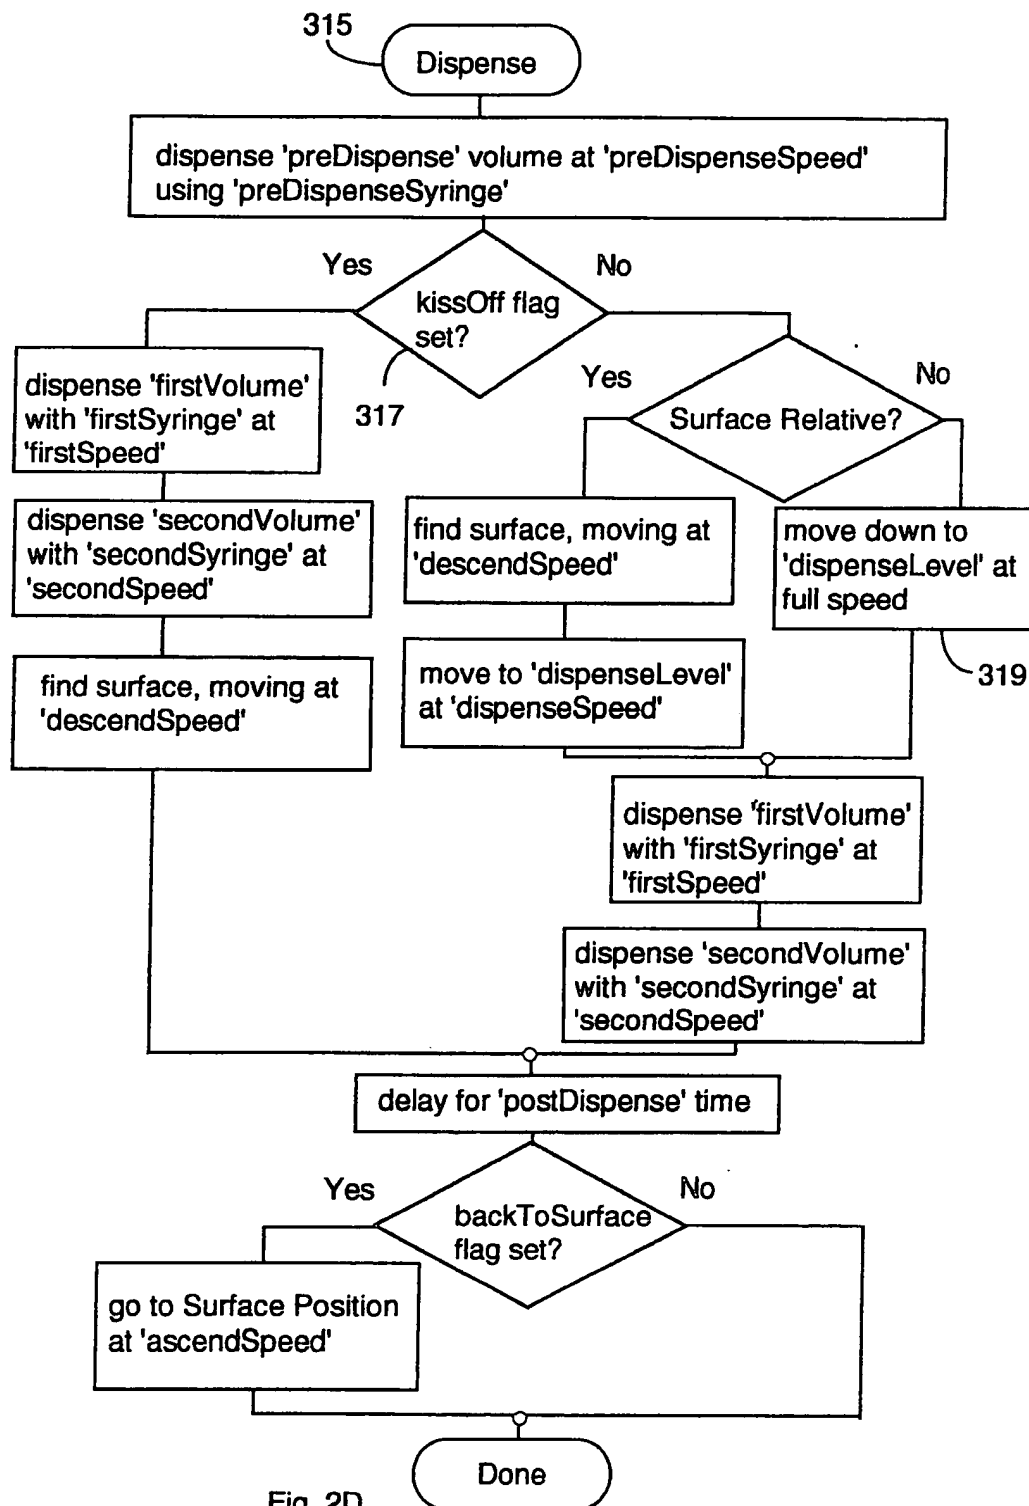 315
Dispense
dispense 'preDispense' volume at 'preDispenseSpeed'
using 'preDispenseSyringe'
Yes
No
kissOff flag
set?
317
dispense 'firstVolume'
with 'firstSyringe' at
'firstSpeed'
Yes
No
Surface Relative?
dispense 'secondVolume'
with 'secondSyringe' at
'secondSpeed'
find surface, moving at
'descendSpeed'
move down to
'dispenseLevel' at
full speed
319
find surface, moving at
'descendSpeed'
move to 'dispenseLevel'
at 'dispenseSpeed'
dispense 'firstVolume'
with 'firstSyringe' at
'firstSpeed'
dispense 'secondVolume'
with 'secondSyringe' at
'secondSpeed'
delay for 'postDispense' time
Yes
No
backToSurface
flag set?
go to Surface Position
at 'ascendSpeed'
Done
Fig. 2D